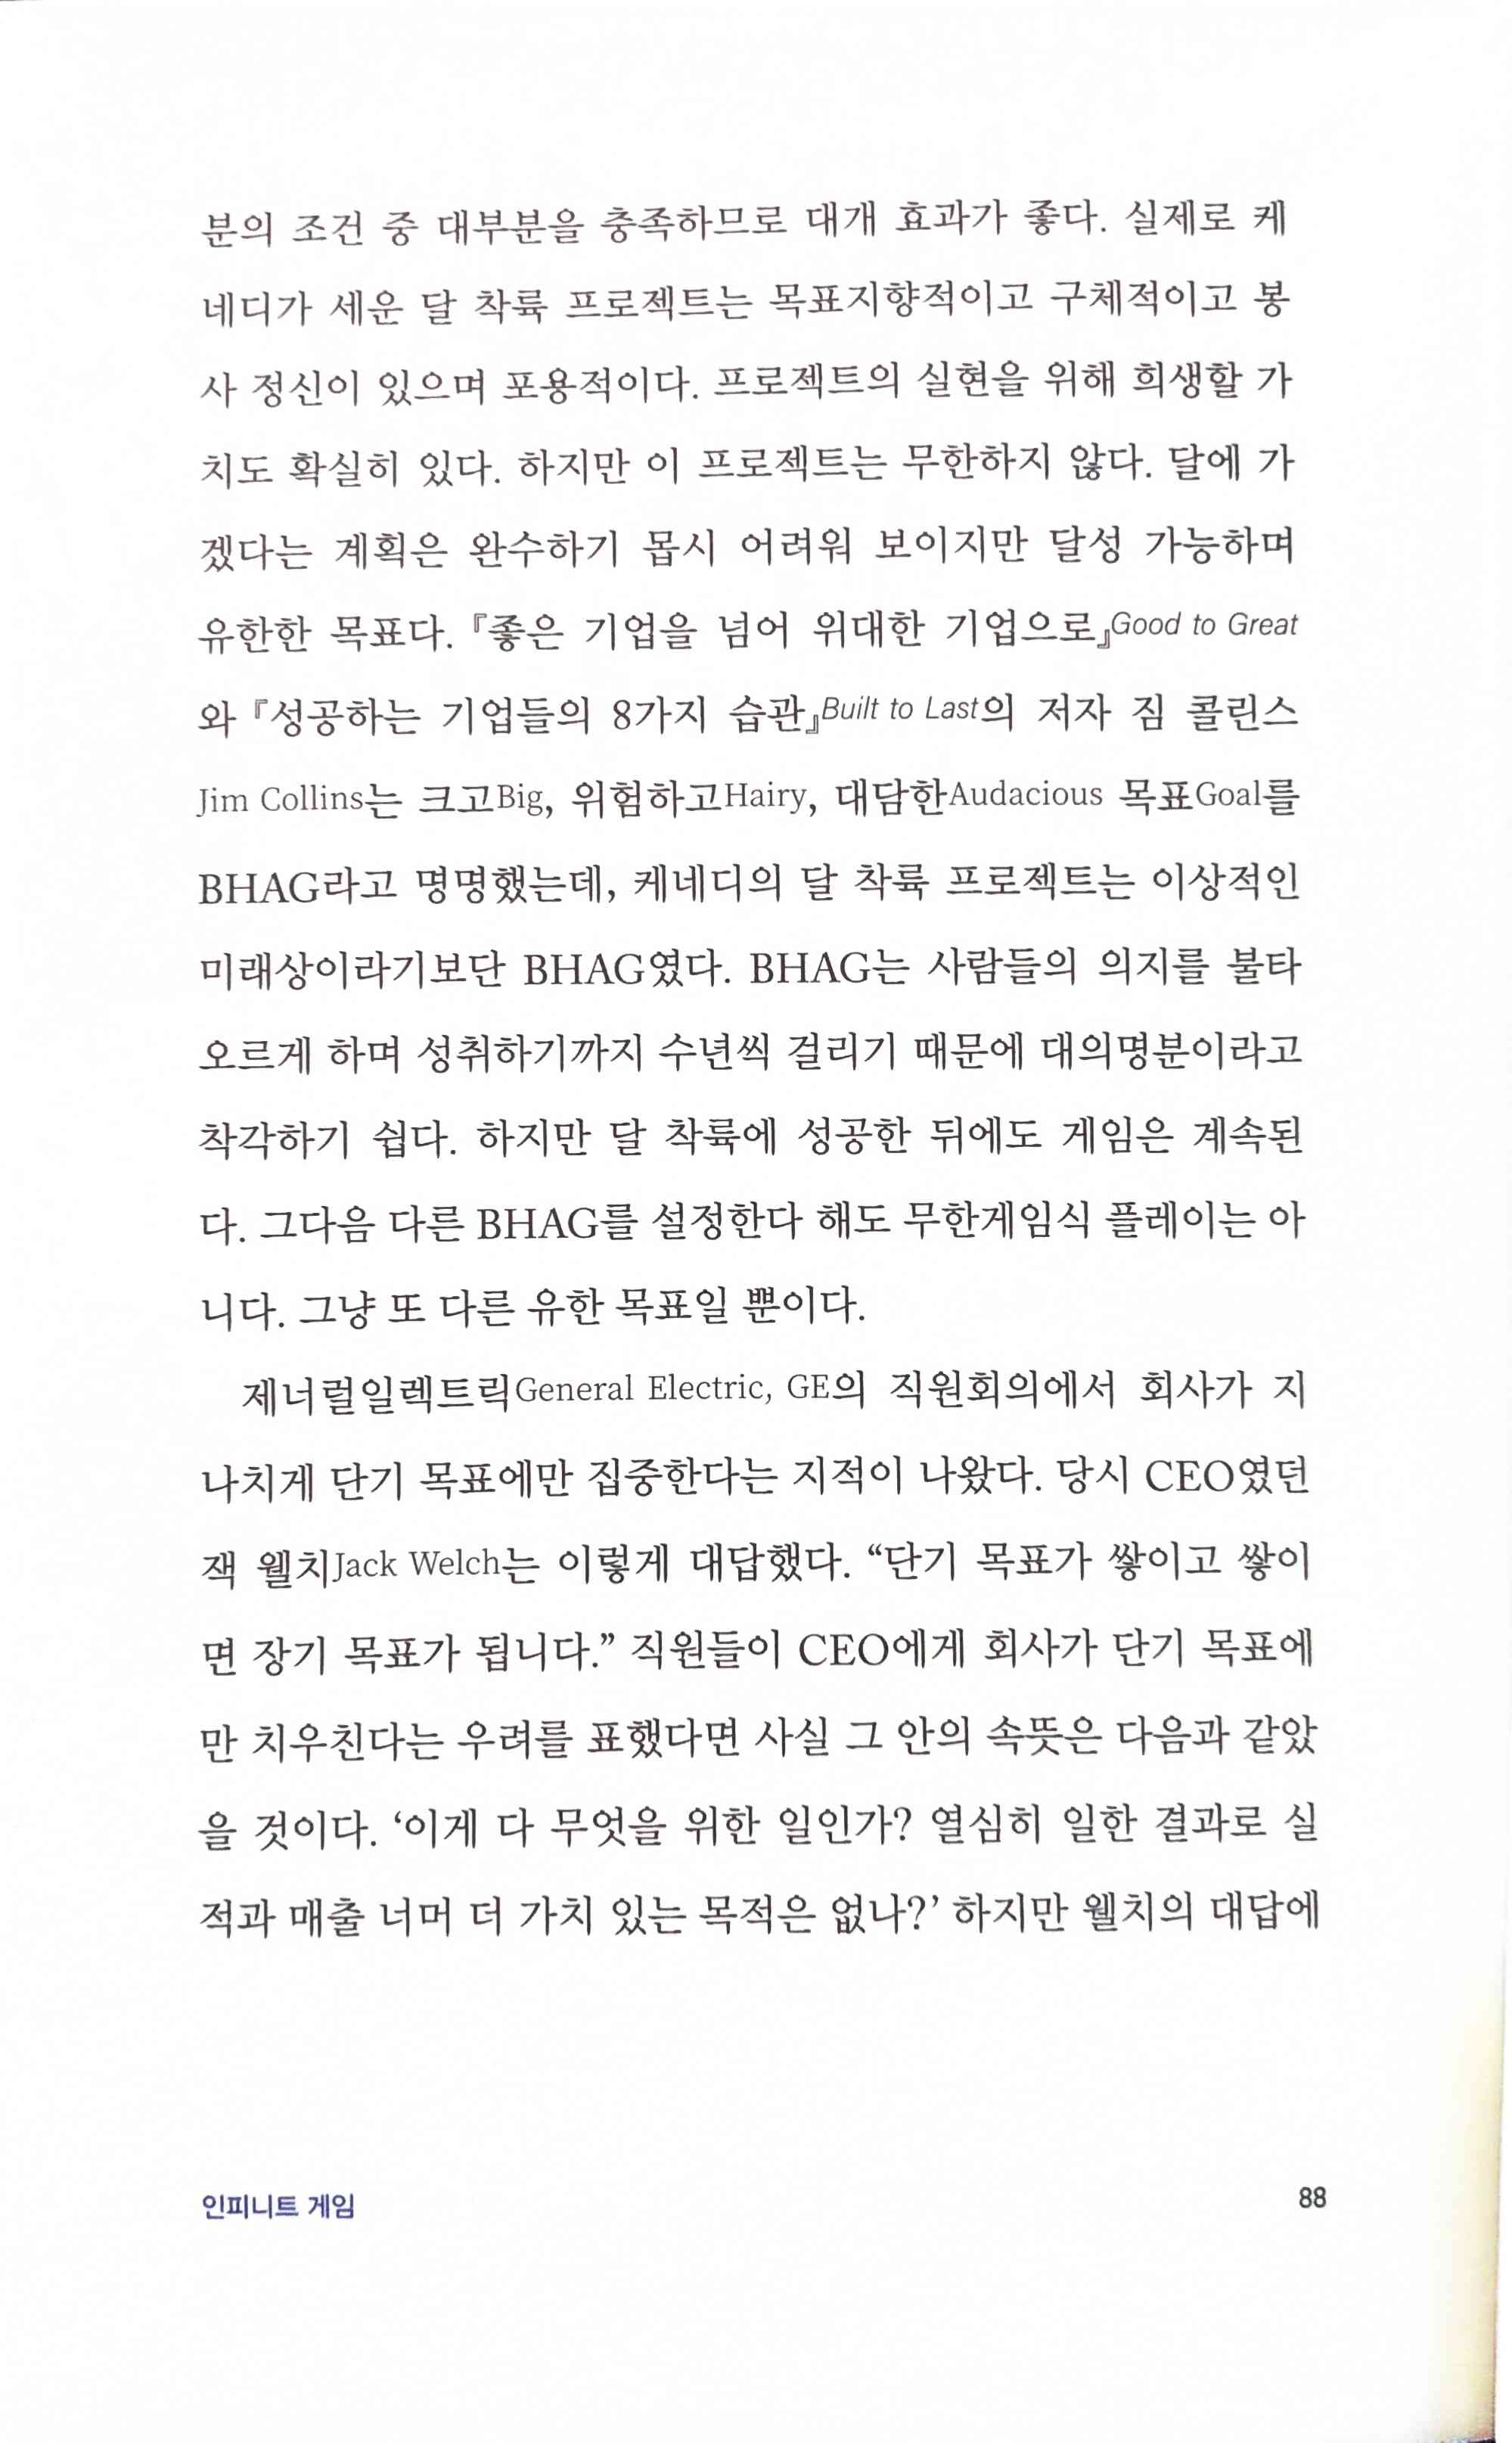 분의 조건 중 대부분을 충족하므로 대개 효과가 좋다. 실제로 케
네디가 세운 달 착륙 프로젝트는 목표지향적이고 구체적이고 봉
사 정신이 있으며 포용적이다. 프로젝트의 실현을 위해 희생할 가
치도 확실히 있다. 하지만 이 프로젝트는 무한하지 않다. 달에 가
겠다는 계획은 완수하기 몹시 어려워 보이지만 달성 가능하며
유한한 목표다. 『좋은 기업을 넘어 위대한 기업으로』Good to Great
와 『성공하는 기업들의 8가지 습관』Built to Last의 저자 짐 콜린스
Jim Collins는 크고Big, 위험하고Hairy, 대담한Audacious 목표Goal를
BHAG라고 명명했는데, 케네디의 달 착륙 프로젝트는 이상적인
미래상이라기보단 BHAG였다. BHAG는 사람들의 의지를 불타
오르게 하며 성취하기까지 수년씩 걸리기 때문에 대의명분이라고
착각하기 쉽다. 하지만 달 착륙에 성공한 뒤에도 게임은 계속된
다. 그다음 다른 BHAG를 설정한다 해도 무한게임식 플레이는 아
니다. 그냥 또 다른 유한 목표일 뿐이다.
제너럴일렉트릭General Electric, GE의 직원회의에서 회사가 지
나치게 단기 목표에만 집중한다는 지적이 나왔다. 당시 CEO였던
잭 웰치Jack Welch는 이렇게 대답했다. “단기 목표가 쌓이고 쌓이
면 장기 목표가 됩니다.” 직원들이 CEO에게 회사가 단기 목표에
만 치우친다는 우려를 표했다면 사실 그 안의 속뜻은 다음과 같았
을 것이다. ‘이게 다 무엇을 위한 일인가? 열심히 일한 결과로 실
적과 매출 너머 더 가치 있는 목적은 없나?’ 하지만 웰치의 대답에
인피니트 게임
88